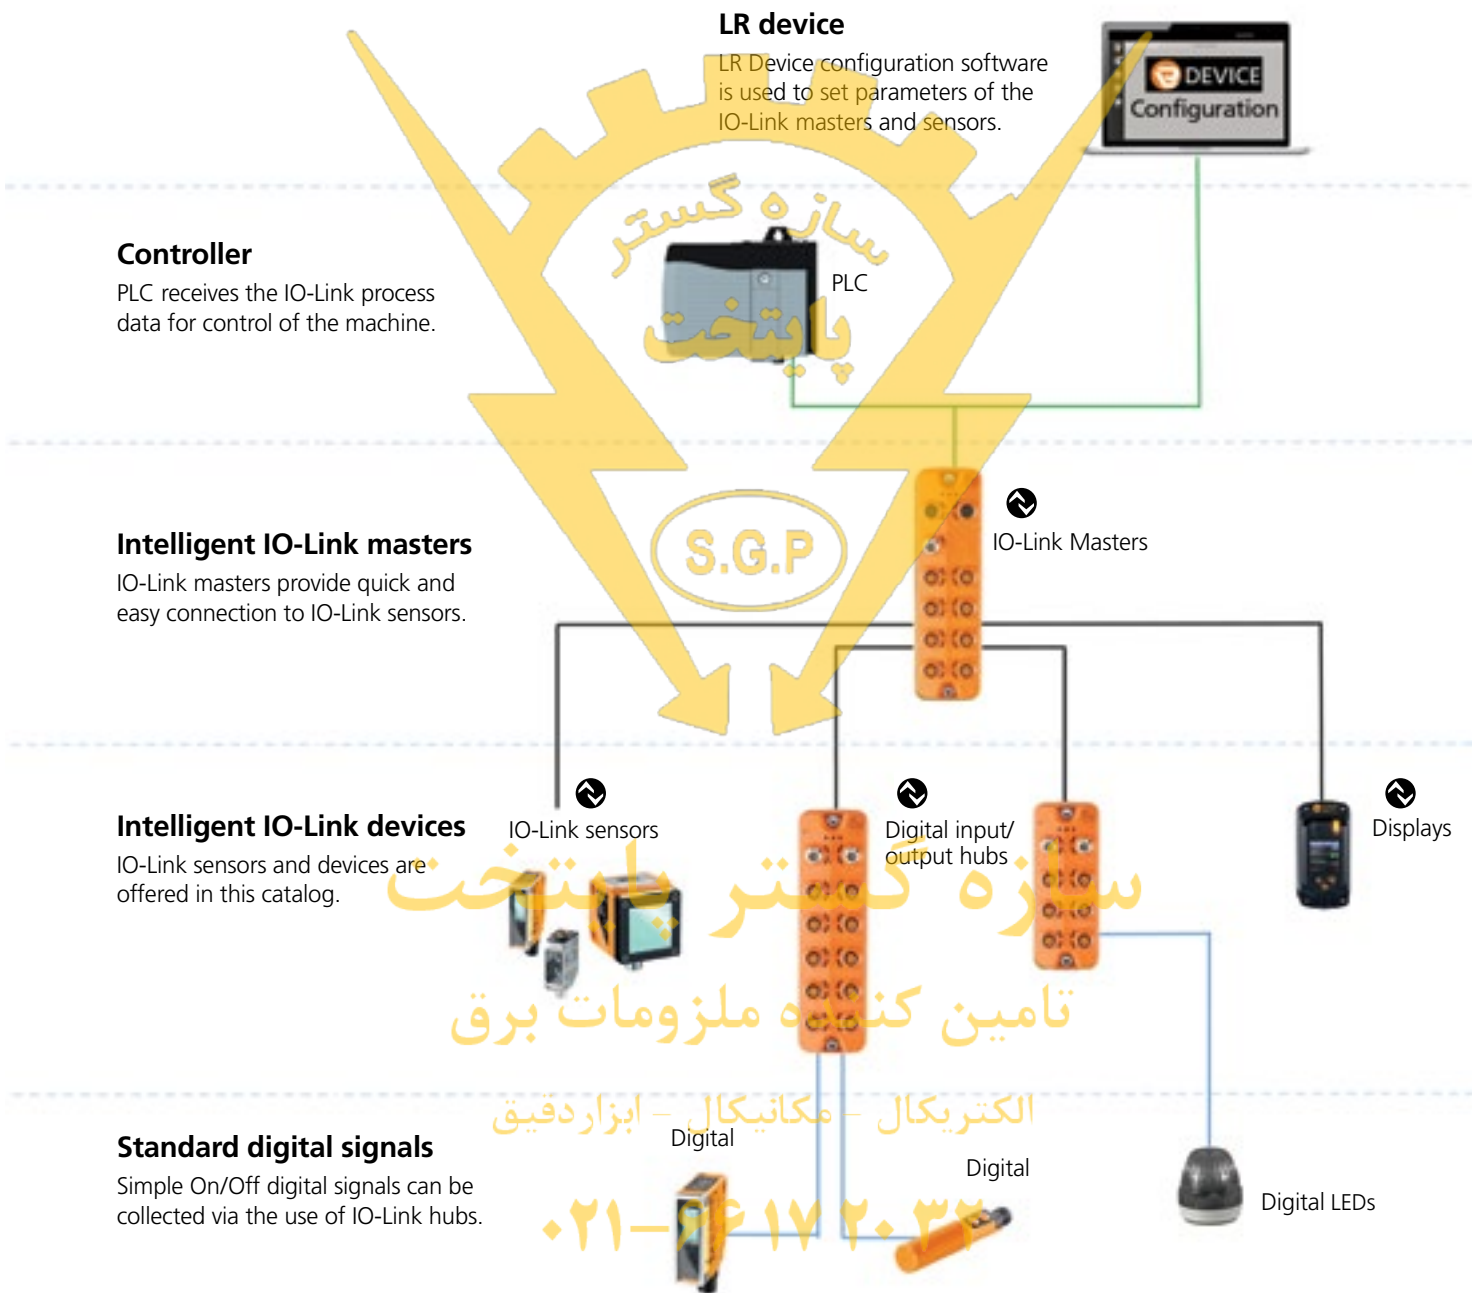 LR device
LR Device configuration software
is used to set parameters of the
IO-Link masters and sensors.
DEVICE
Configuration
سازه گستر
پایتخت
Controller
PLC receives the IO-Link process
data for control of the machine.
PLC
S.G.P
Intelligent IO-Link masters
IO-Link masters provide quick and
easy connection to IO-Link sensors.
IO-Link Masters
Intelligent IO-Link devices
IO-Link sensors and devices are
offered in this catalog.
IO-Link sensors
Digital input/
output hubs
Displays
سازه گستر پایتخت
تامین کننده ملزومات برق
الکتریکال - مکانیکال - ابزاردقیق
Standard digital signals
Simple On/Off digital signals can be
collected via the use of IO-Link hubs.
Digital
Digital
Digital LEDs
۰۲۱-۶۶۱۷۲۰۳۲